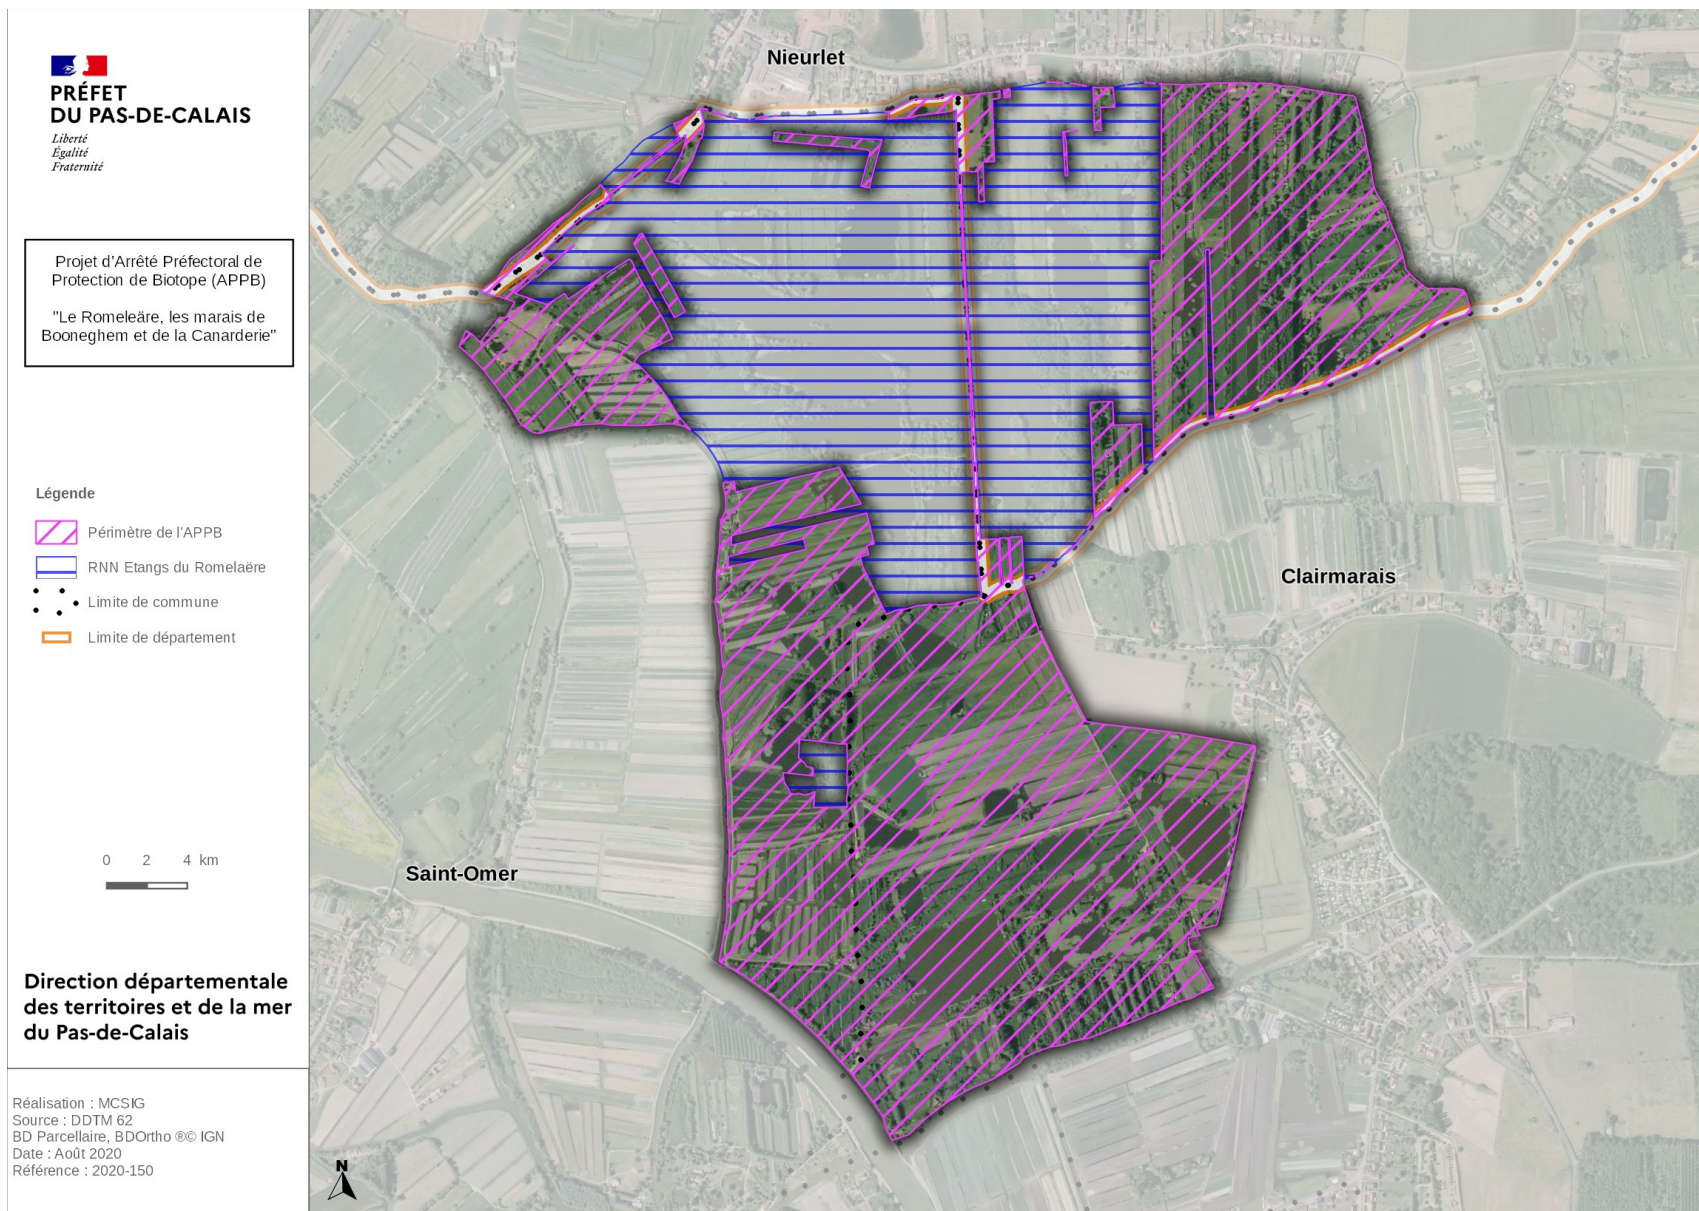 PRÉFET
DU PAS-DE-CALAIS
Liberté
Égalité
Fraternité
Projet d'Arrêté Préfectoral de
Protection de Biotope (APPB)
"Le Romeleäre, les marais de
Booneghem et de la Canarderie"
Légende
Périmètre de l'APPB
RNN Etangs du Romelaëre
Limite de commune
Limite de département
0 2 4 km
Direction départementale
des territoires et de la mer
du Pas-de-Calais
Réalisation : MCSIG
Source : DDTM 62
BD Parcellaire, BDOrtho ®© IGN
Date : Août 2020
Référence : 2020-150
Nieurlet
Clairmarais
Saint-Omer
N